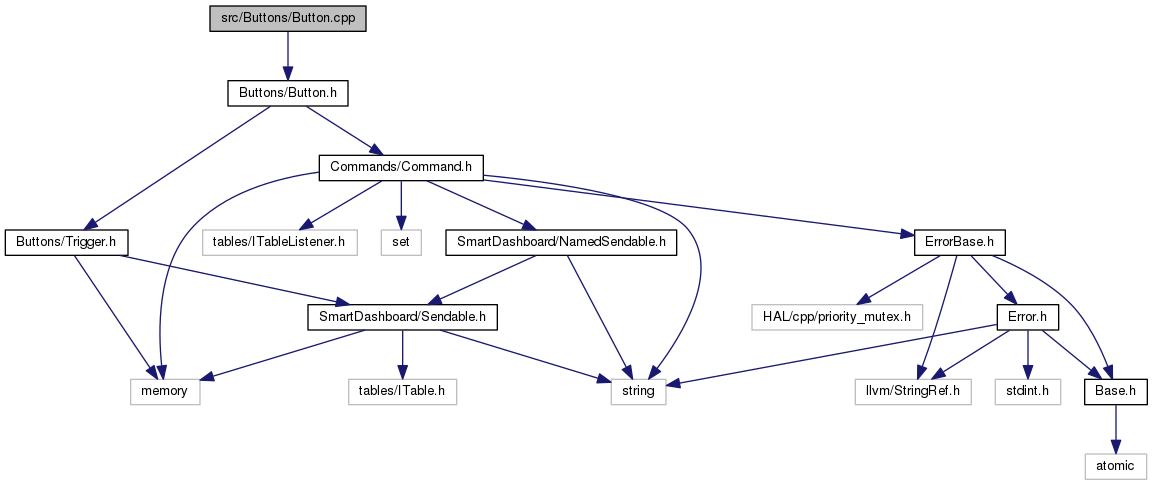 src/Buttons/Button.cpp
Buttons/Button.h
Commands/Command.h
Buttons/Trigger.h
tables/ITableListener.h
set
SmartDashboard/NamedSendable.h
ErrorBase.h
SmartDashboard/Sendable.h
HAL/cpp/priority_mutex.h
Error.h
memory
tables/ITable.h
string
llvm/StringRef.h
stdint.h
Base.h
atomic